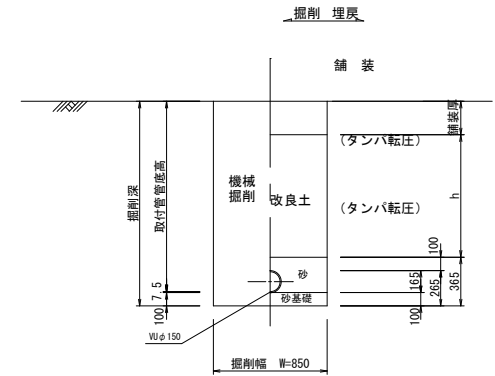 掘削 埋戻
舗 装
舗装厚
(タンパ転圧)
機械
掘削
改良土
(タンパ転圧)
h
掘削深
取付管管底高
100
砂
165
265
365
7.5
砂基礎
100
100
VUφ150
掘削幅 W=850